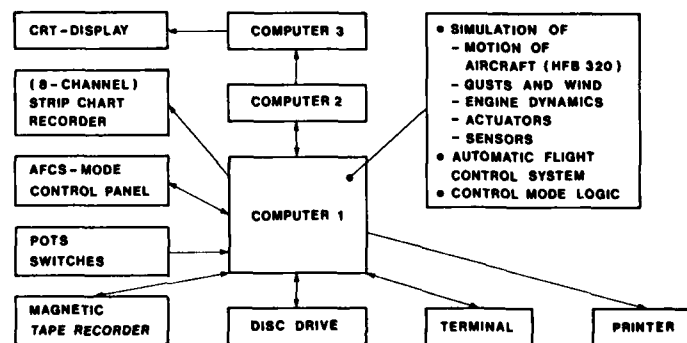 CRT-DISPLAY
COMPUTER 3
(8-CHANNEL)
STRIP CHART
RECORDER
COMPUTER 2
AFCS-MODE
CONTROL PANEL
COMPUTER 1
POTS
SWITCHES
MAGNETIC
TAPE RECORDER
DISC DRIVE
TERMINAL
PRINTER
• SIMULATION OF
- MOTION OF
AIRCRAFT (HFB 320)
- GUSTS AND WIND
- ENGINE DYNAMICS
- ACTUATORS
- SENSORS
• AUTOMATIC FLIGHT
CONTROL SYSTEM
• CONTROL MODE LOGIC